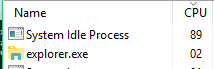 Name CPU
System Idle Process 89
explorer.exe 02